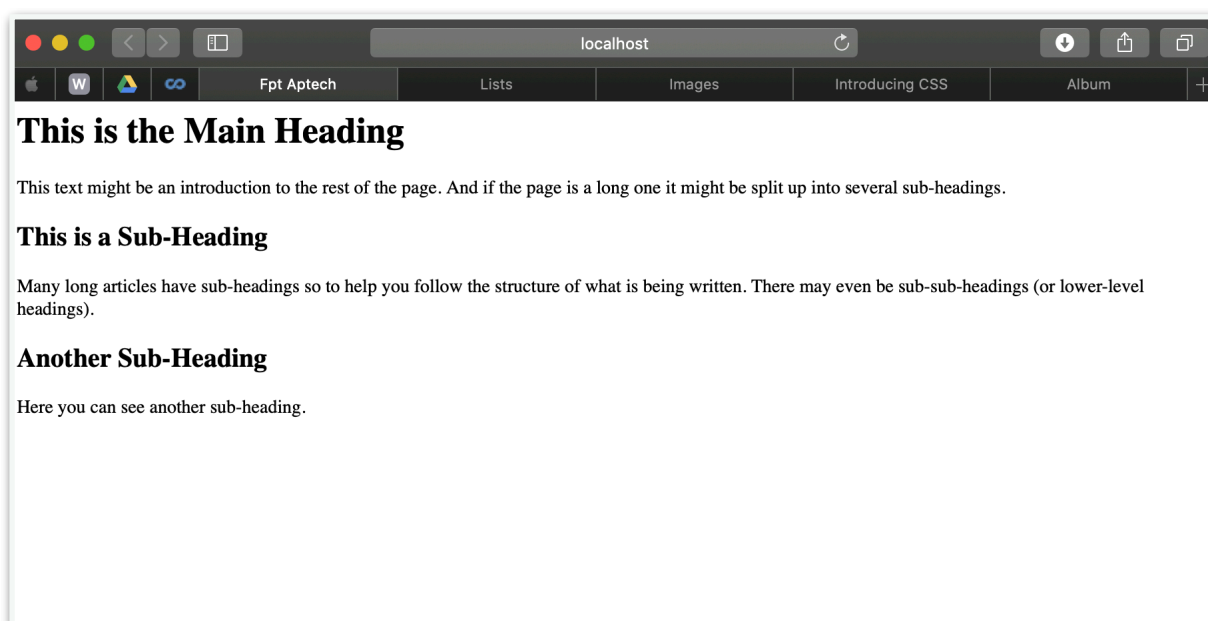 localhost
W
Fpt Aptech
Lists
Images
Introducing CSS
Album
This is the Main Heading
This text might be an introduction to the rest of the page. And if the page is a long one it might be split up into several sub-headings.
This is a Sub-Heading
Many long articles have sub-headings so to help you follow the structure of what is being written. There may even be sub-sub-headings (or lower-level
headings).
Another Sub-Heading
Here you can see another sub-heading.